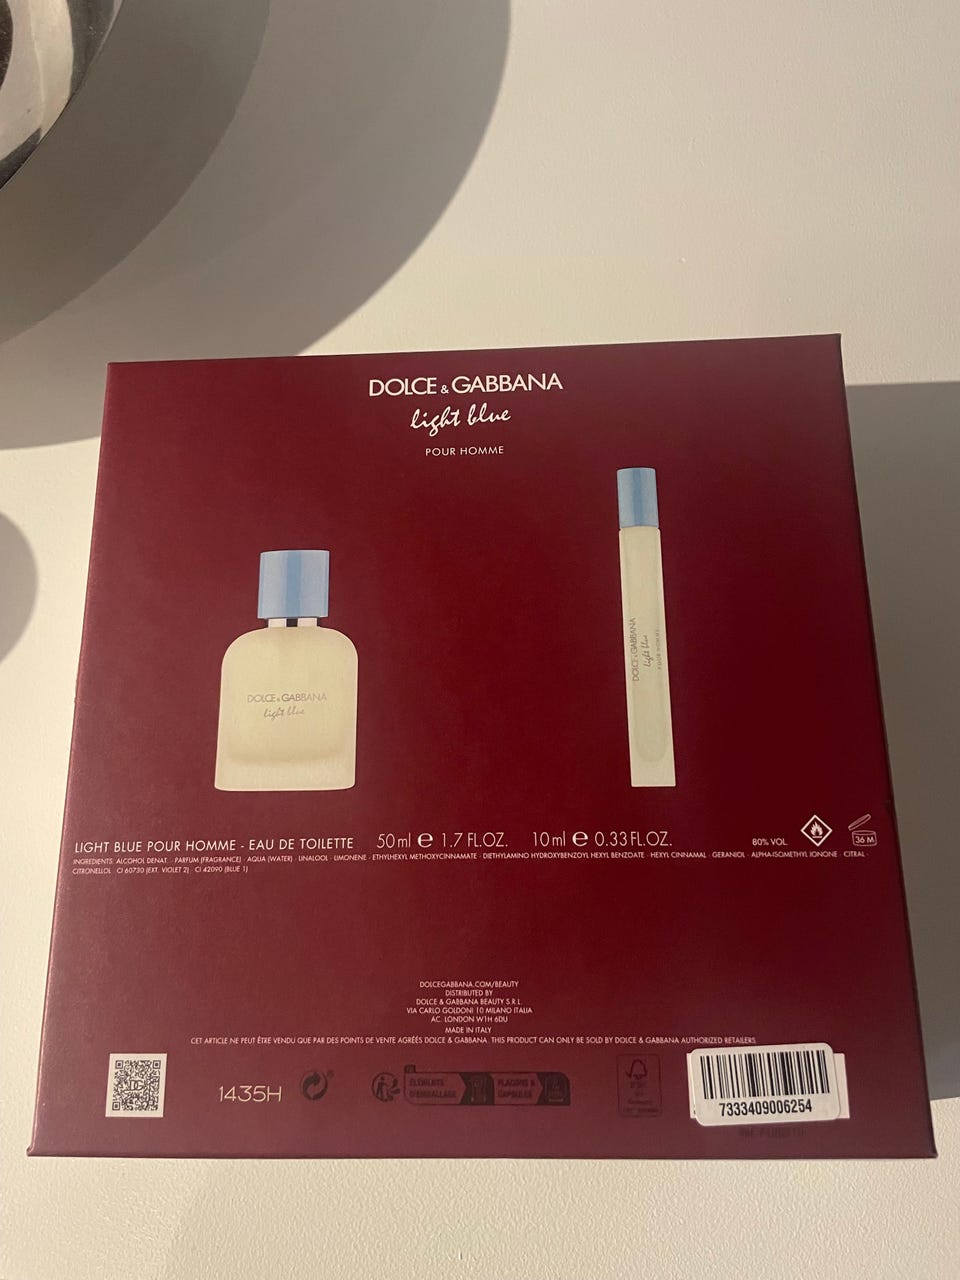 DOLCE & GABBANA
light blue
POUR HOMME
DOLCE & GABBANA
light blue
POUR HOMME
DOLCE & GABBANA
light blue
LIGHT BLUE POUR HOMME - EAU DE TOILETTE 50 ml e 1.7 FL.OZ. 10 ml e 0.33 FL.OZ. 80% VOL. 36 M
INGREDIENTS: ALCOHOL DENAT. · PARFUM (FRAGRANCE) · AQUA (WATER) · LINALOOL · LIMONENE · ETHYLHEXYL METHOXYCINNAMATE · DIETHYLAMINO HYDROXYBENZOYL HEXYL BENZOATE · HEXYL CINNAMAL · GERANIOL · ALPHA-ISOMETHYL IONONE · CITRAL ·
CITRONELLOL · CI 60730 (EXT. VIOLET 2) · CI 42090 (BLUE 1)
DOLCEGABBANA.COM/BEAUTY
DISTRIBUTED BY
DOLCE & GABBANA BEAUTY S.R.L.
VIA CARLO GOLDONI 10 MILANO ITALIA
AC. LONDON W1H 6DU
MADE IN ITALY
CET ARTICLE NE PEUT ÊTRE VENDU QUE PAR DES POINTS DE VENTE AGRÉÉS DOLCE & GABBANA THIS PRODUCT CAN ONLY BE SOLD BY DOLCE & GABBANA AUTHORIZED RETAILERS
1435H
ÉLÉMENTS
D'EMBALLAGE
FLACONS &
CAPSULES
7333409006254